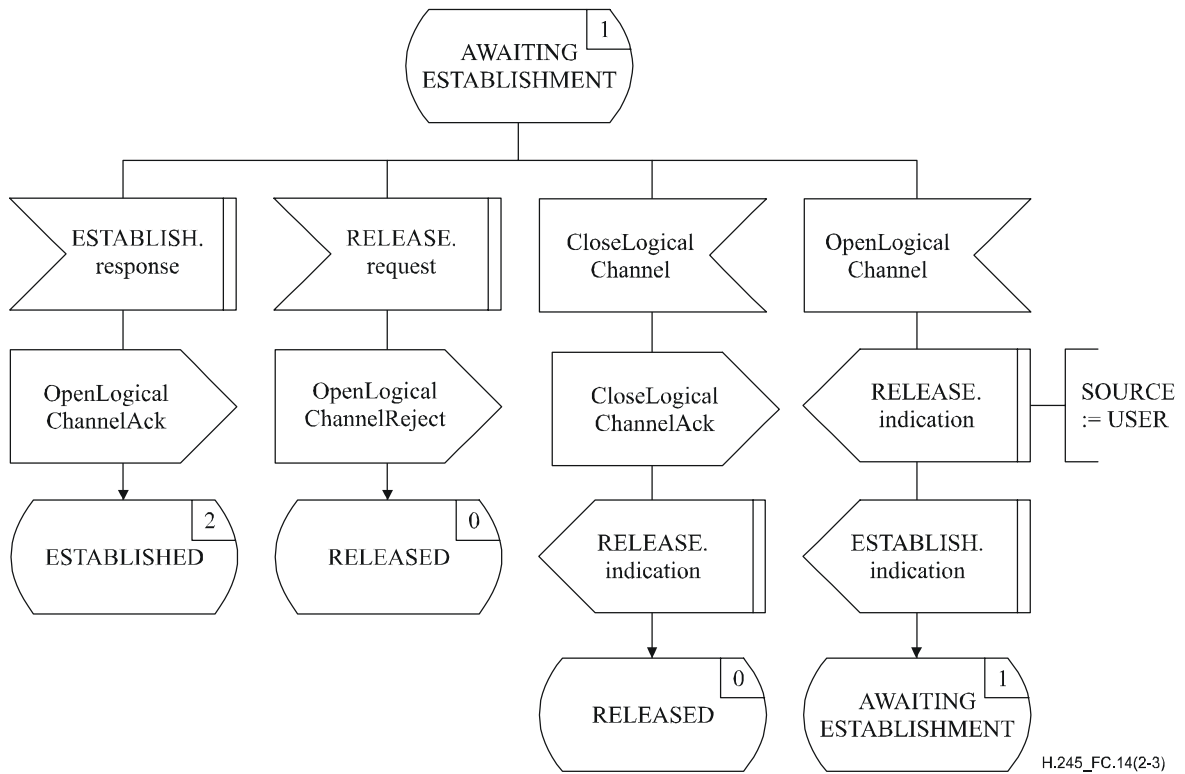 1
AWAITING
ESTABLISHMENT
ESTABLISH.
response
RELEASE.
request
CloseLogical
Channel
OpenLogical
Channel
OpenLogical
ChannelAck
OpenLogical
ChannelReject
CloseLogical
ChannelAck
RELEASE.
indication
SOURCE
:= USER
2
ESTABLISHED
0
RELEASED
RELEASE.
indication
ESTABLISH.
indication
0
RELEASED
1
AWAITING
ESTABLISHMENT
H.245_FC.14(2-3)